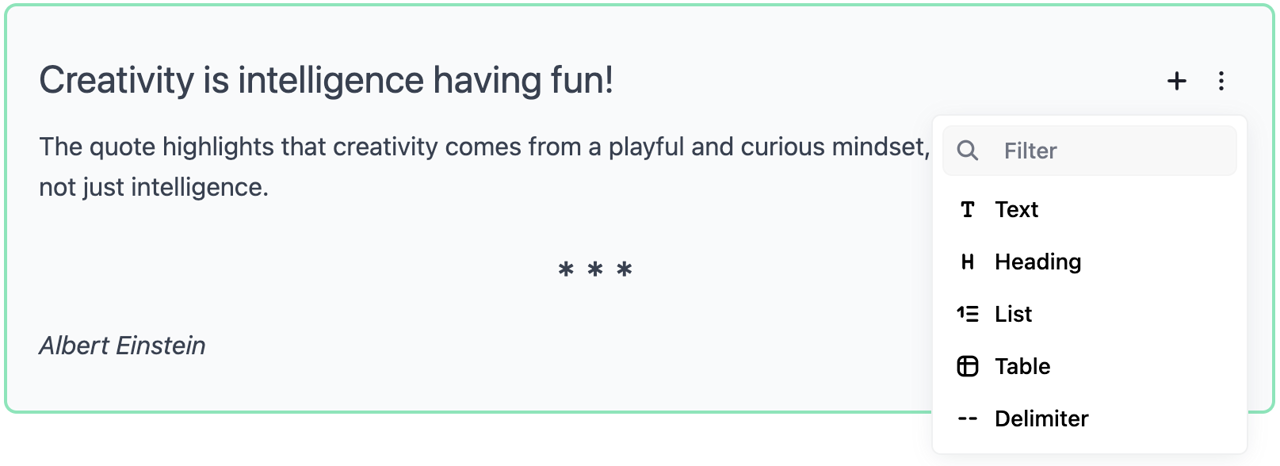 Creativity is intelligence having fun!
The quote highlights that creativity comes from a playful and curious mindset,
not just intelligence.
* * *
Albert Einstein
Filter
Text
Heading
List
Table
Delimiter